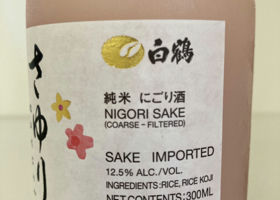 白鶴
さゆり
純米 にごり酒
NIGORI SAKE
(COARSE-FILTERED)
SAKE IMPORTED
12.5% ALC./VOL.
INGREDIENTS:RICE, RICE KOJI
NET CONTENTS:300ML